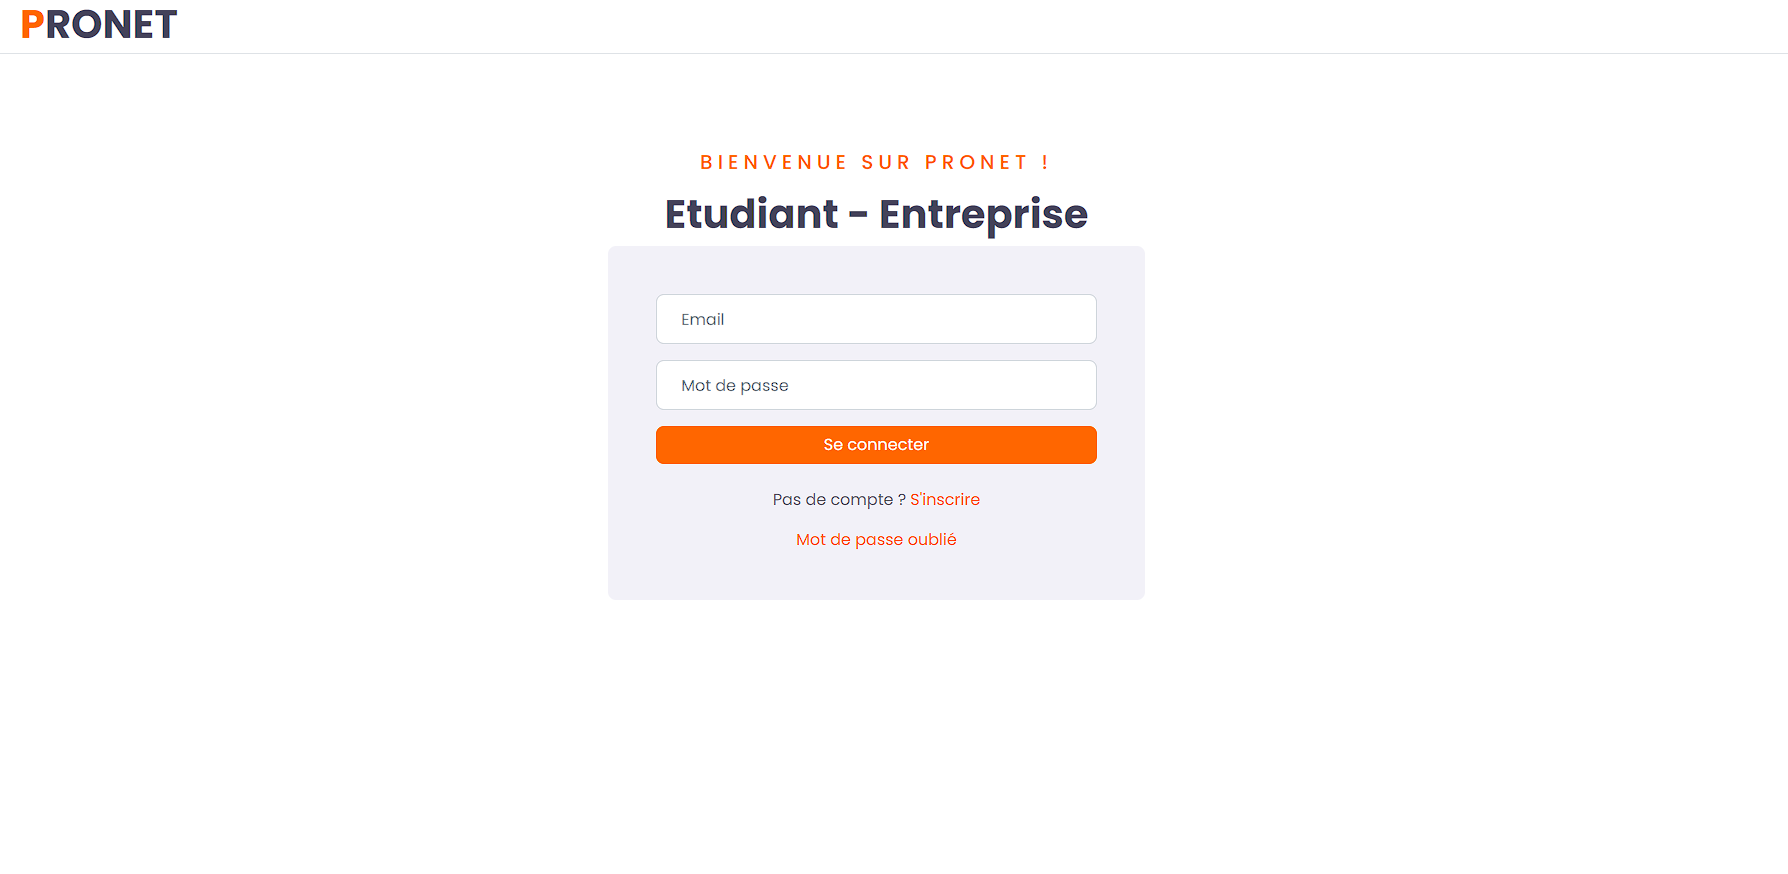 PRONET
BIENVENUE SUR PRONET !
Etudiant - Entreprise
Email
Mot de passe
Se connecter
Pas de compte ? S'inscrire
Mot de passe oublié